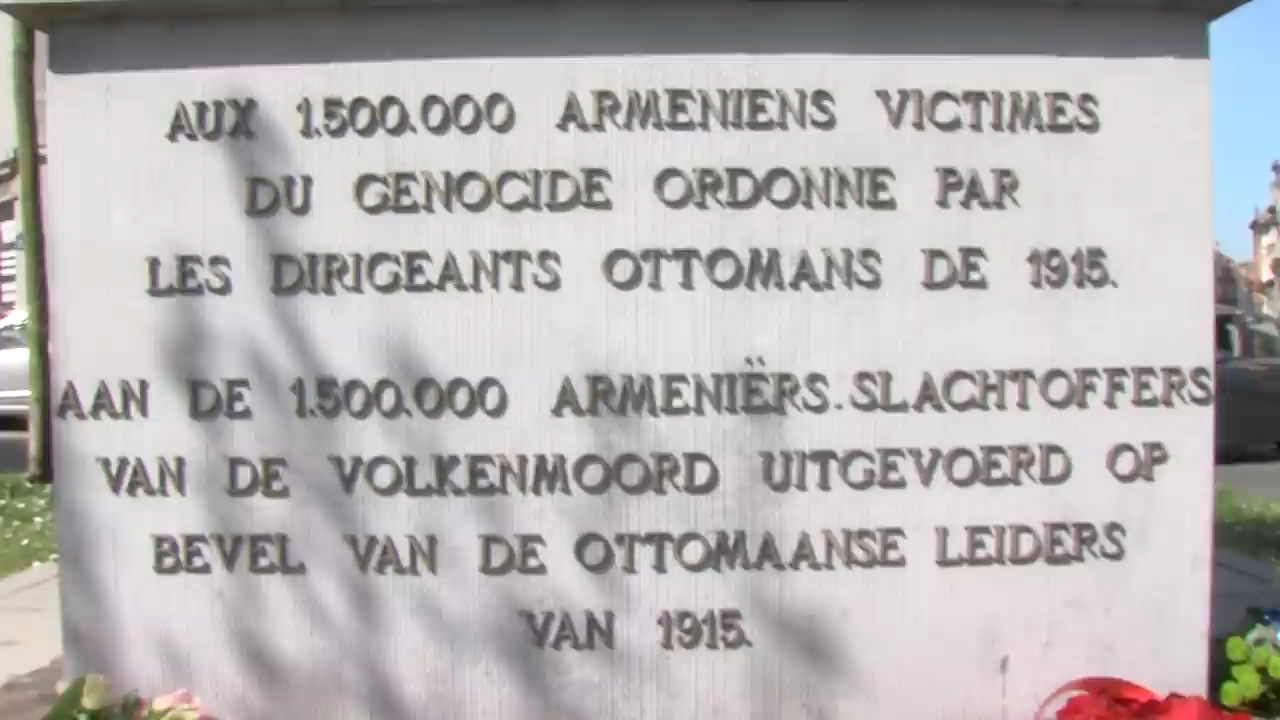 AUX 1.500.000 ARMENIENS VICTIMES
DU GENOCIDE ORDONNE PAR
LES DIRIGEANTS OTTOMANS DE 1915.
AAN DE 1.500.000 ARMENIËRS.SLACHTOFFERS
VAN DE VOLKENMOORD UITGEVOERD OP
BEVEL VAN DE OTTOMAANSE LEIDERS
VAN 1915.